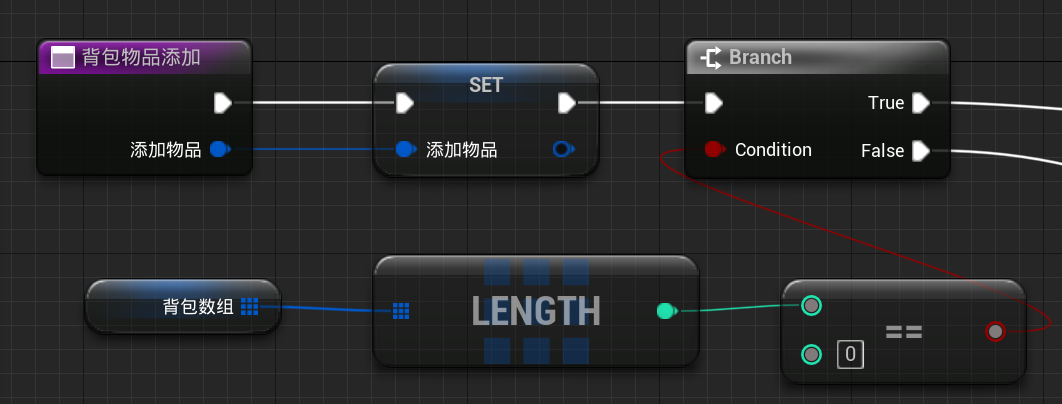 背包物品添加
添加物品
SET
添加物品
Branch
True
Condition
False
背包数组
LENGTH
==
0